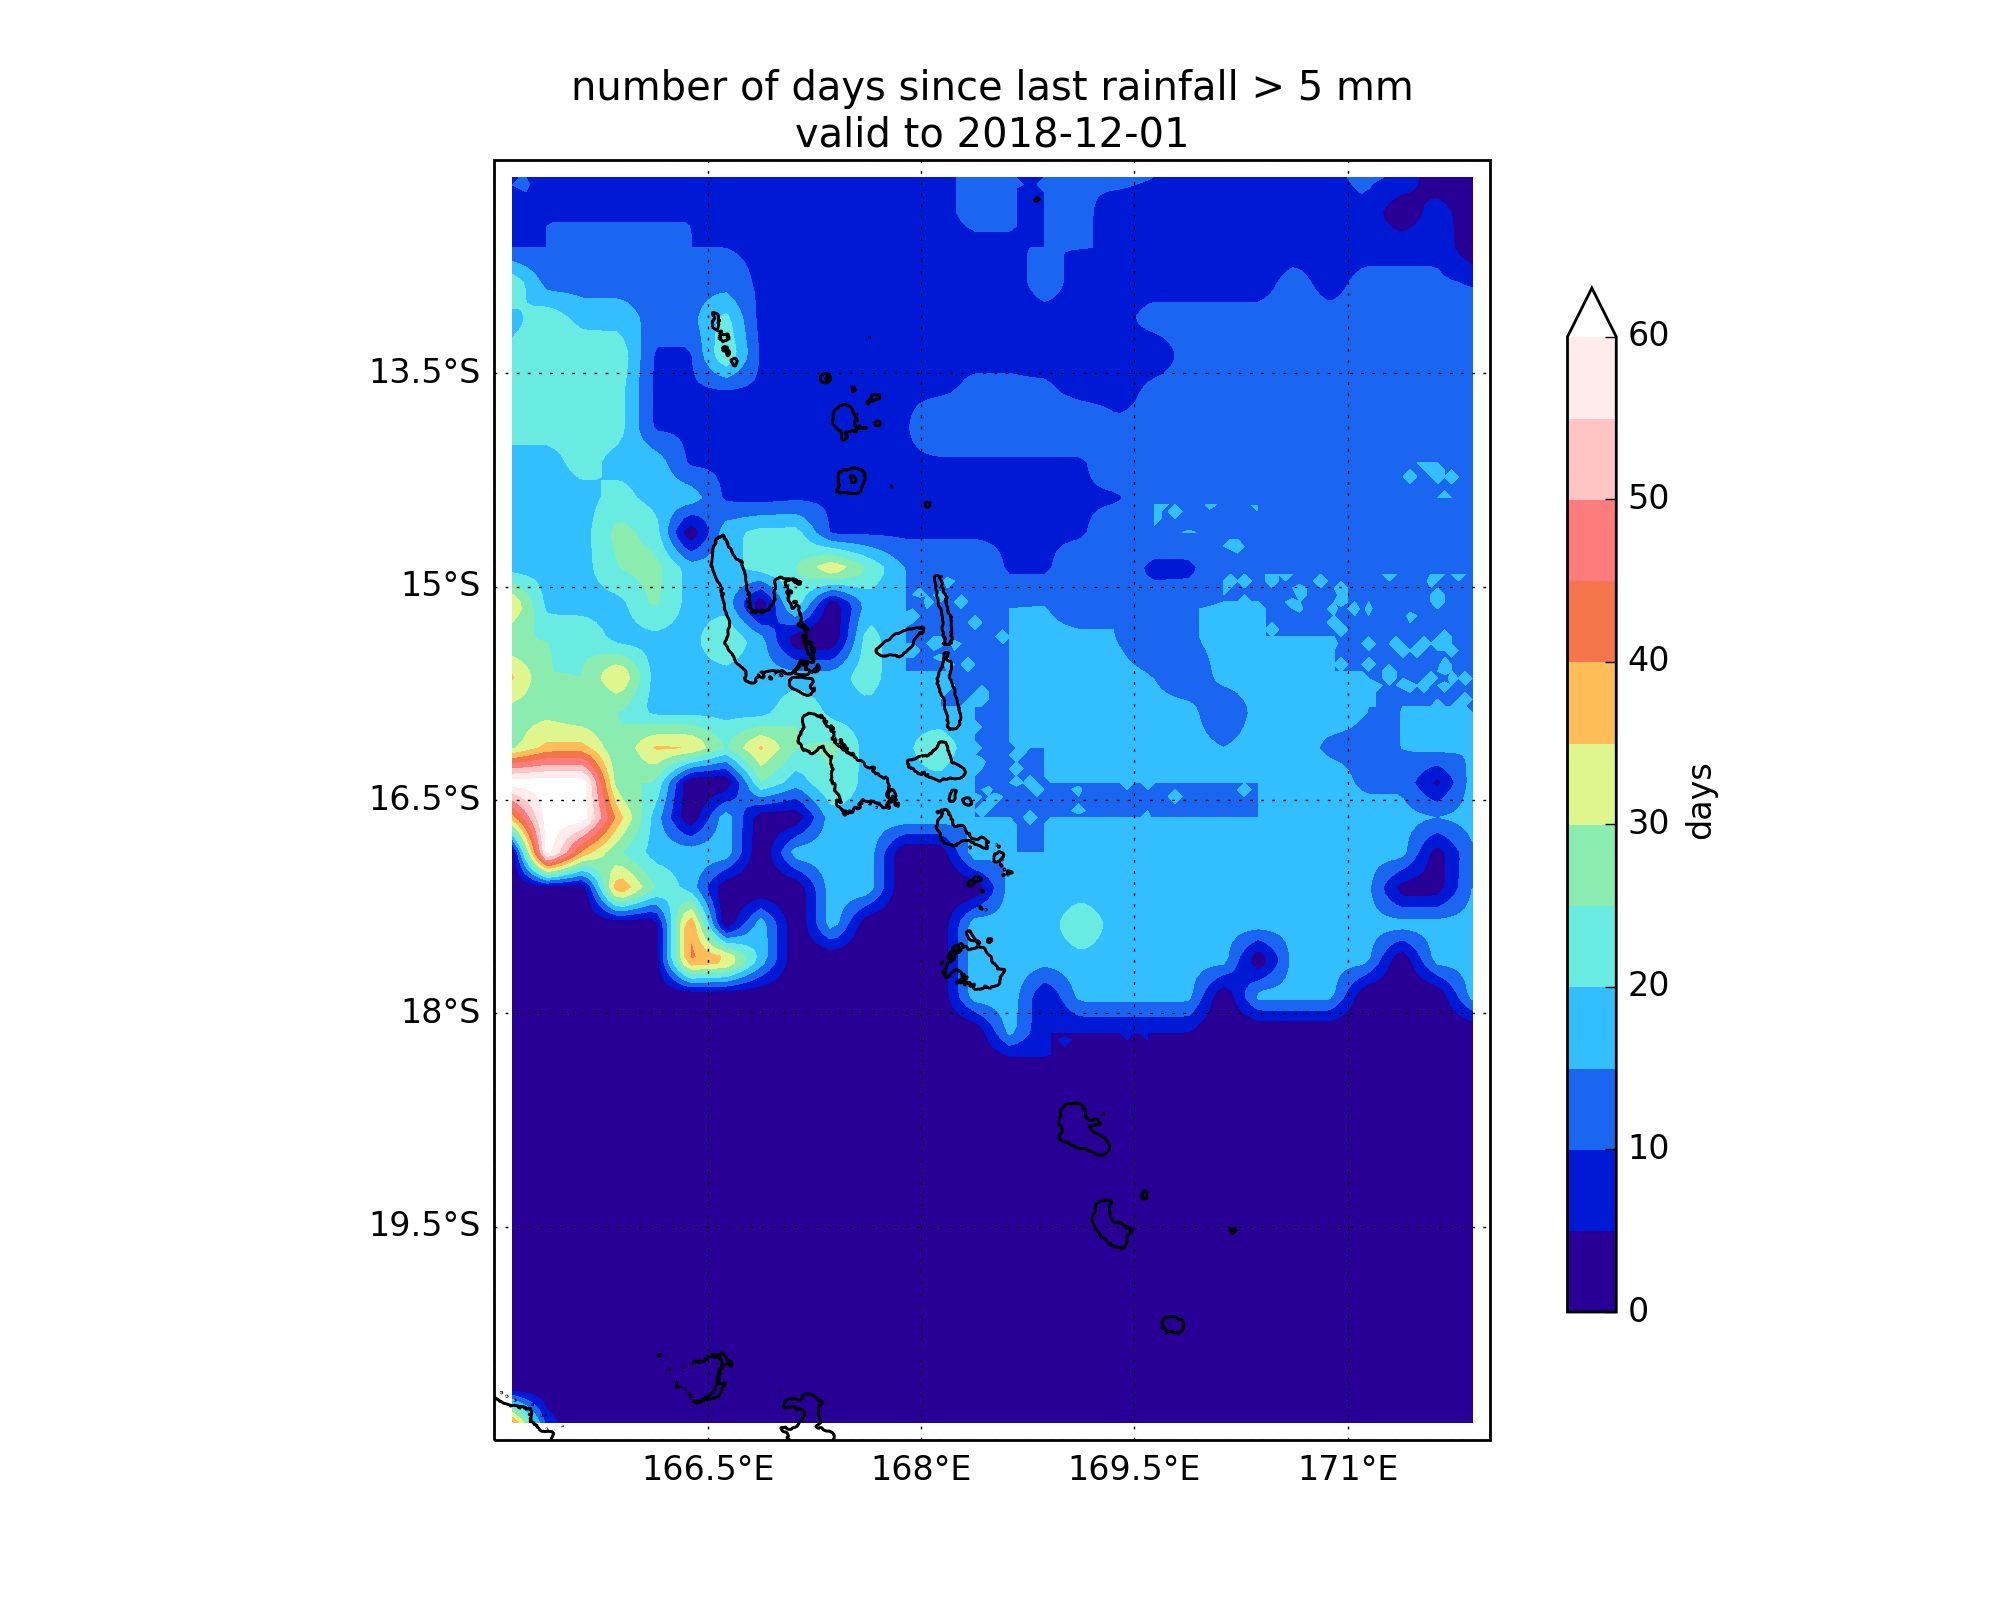 number of days since last rainfall > 5 mm
valid to 2018-12-01
13.5°S
15°S
16.5°S
18°S
19.5°S
166.5°E
168°E
169.5°E
171°E
60
50
40
30
20
10
0
days